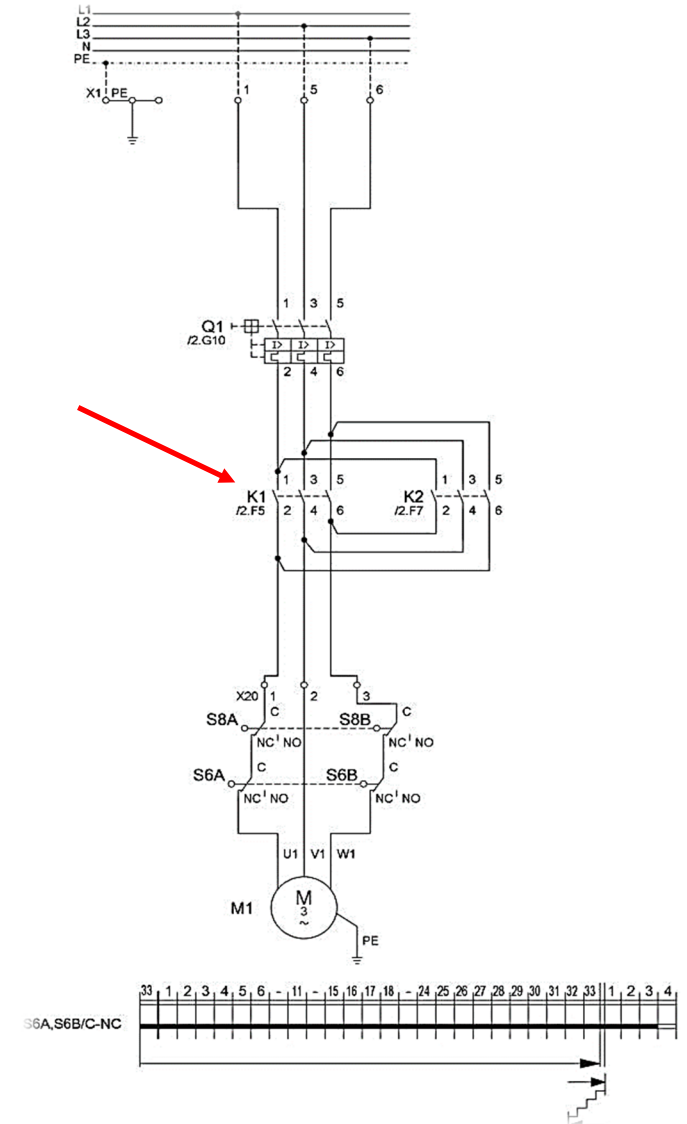 L1
L2
L3
N
PE
X1 PE 1 5 6
1 3 5
Q1
/2.G10
I> I> I>
2 4 6
1 3 5 1 3 5
K1 K2
/2.F5 2 4 6 /2.F7 2 4 6
X20 1 2 3
C C
S8A S8B
NC NO NC NO
C C
S6A S6B
NC NO NC NO
U1 V1 W1
M1 M
3
~
PE
33 1 2 3 4 5 6 - 11 - 15 16 17 18 - 24 25 26 27 28 29 30 31 32 33 1 2 3 4
S6A,S6B/C-NC